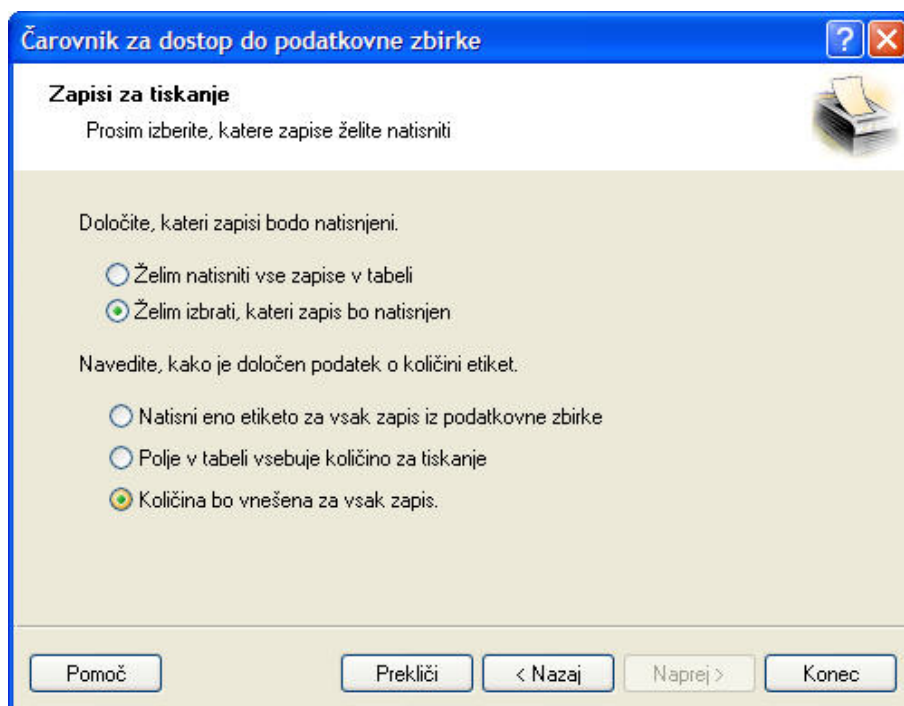 Čarovnik za dostop do podatkovne zbirke
Zapisi za tiskanje
Prosim izberite, katere zapise želite natisniti
Določite, kateri zapisi bodo natisnjeni.
Želim natisniti vse zapise v tabeli
Želim izbrati, kateri zapis bo natisnjen
Navedite, kako je določen podatek o količini etiket.
Natisni eno etiketo za vsak zapis iz podatkovne zbirke
Polje v tabeli vsebuje količino za tiskanje
Količina bo vnešena za vsak zapis.
Pomoč Prekliči < Nazaj Naprej > Konec